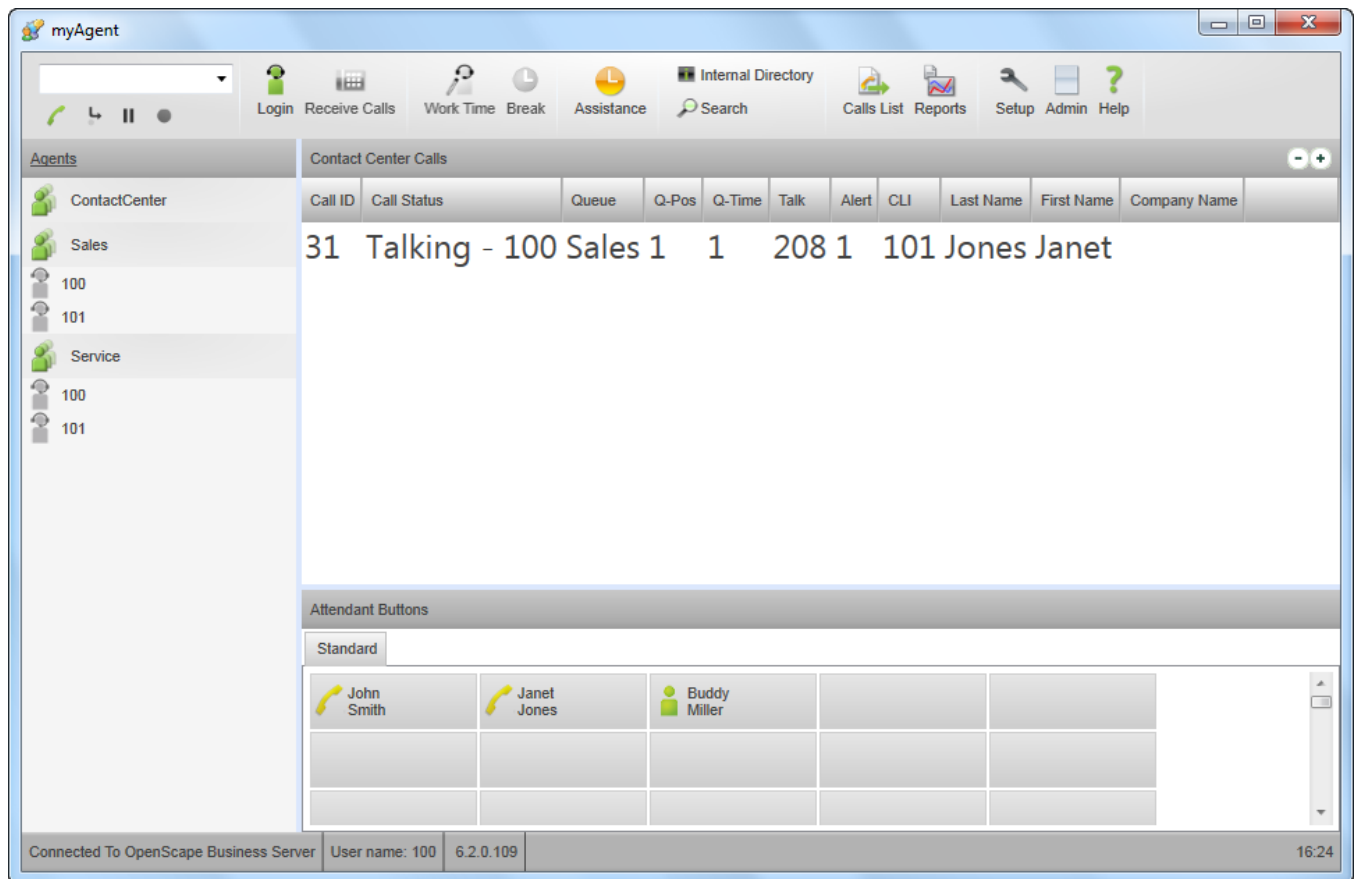 myAgent
Login Receive Calls Work Time Break Assistance Internal Directory Search Calls List Reports Setup Admin Help
Agents
ContactCenter
Sales
100
101
Service
100
101
Contact Center Calls
Call ID Call Status Queue Q-Pos Q-Time Talk Alert CLI Last Name First Name Company Name
31 Talking - 100 Sales 1 1 208 1 101 Jones Janet
Attendant Buttons
Standard
John
Smith
Janet
Jones
Buddy
Miller
Connected To OpenScape Business Server User name: 100 6.2.0.109 16:24